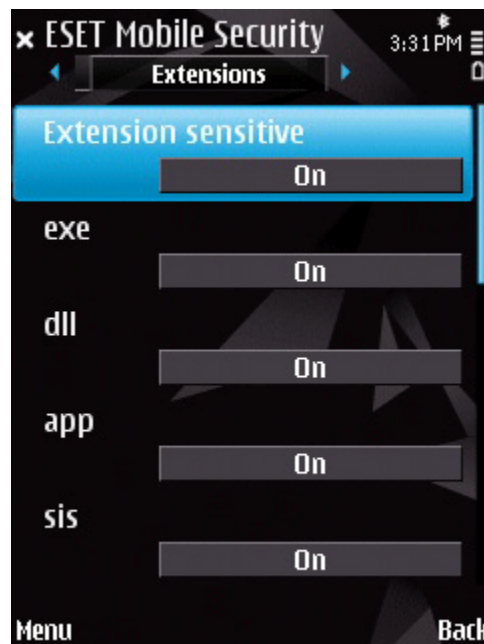 ESET Mobile Security
3:31PM
Extensions
Extension sensitive
On
exe
On
dll
On
app
On
sis
On
Menu
Back